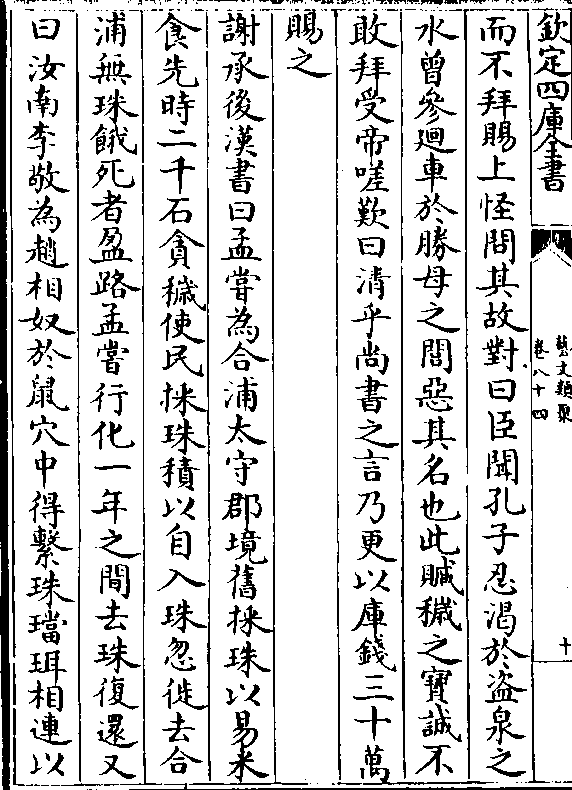 欽定四庫全書
藝文類聚
卷八十四
十
而不拜賜上怪問其故對曰臣聞孔子忍渴於盗泉之
水曽參廻車於勝母之閭惡其名也此贓穢之寶誠不
敢拜受帝嗟歎曰清乎尚書之言乃更以庫錢三十萬
賜之
謝承後漢書曰孟嘗為合浦太守郡境舊採珠以易米
食先時二千石貪穢使民採珠積以自入珠忽徙去合
浦無珠餓死者盈路孟嘗行化一年之間去珠復還又
曰汝南李敬為趙相奴於鼠穴中得繫珠璫珥相連以